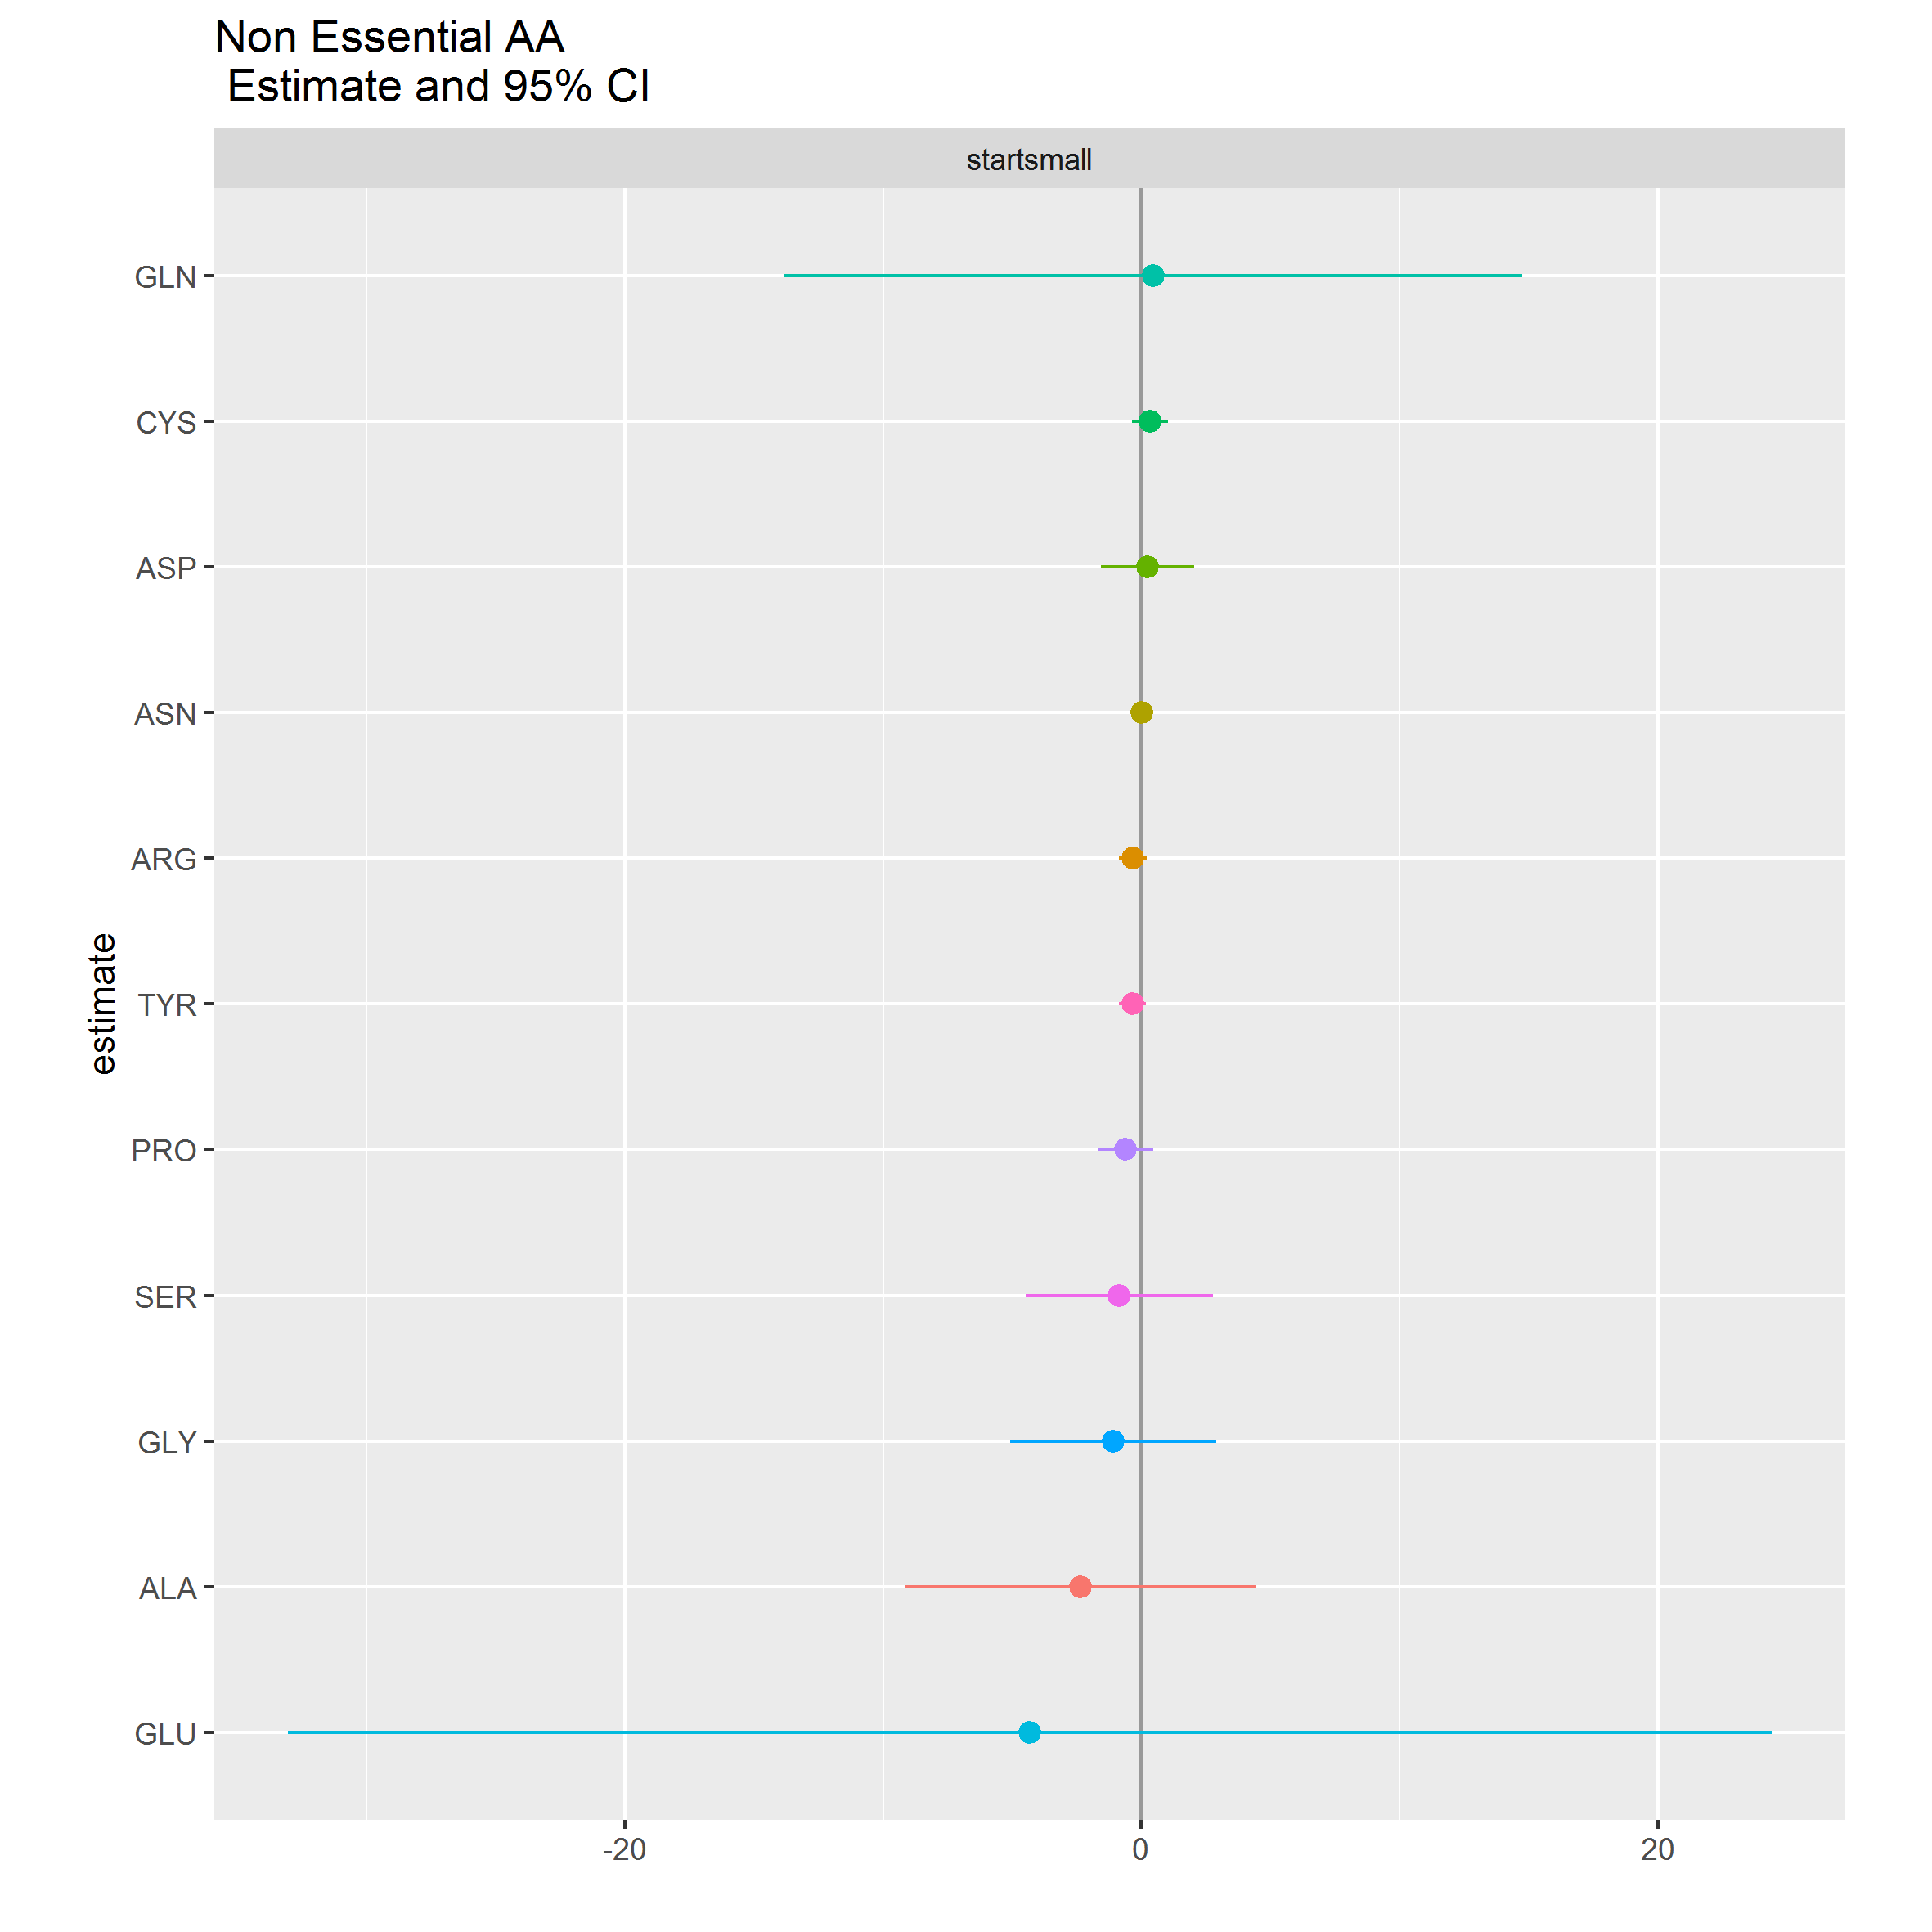 Non Essential AA
Estimate and 95% CI
startsmall
GLN
CYS
ASP
ASN
ARG
TYR
PRO
SER
GLY
ALA
GLU
estimate
-20 0 20